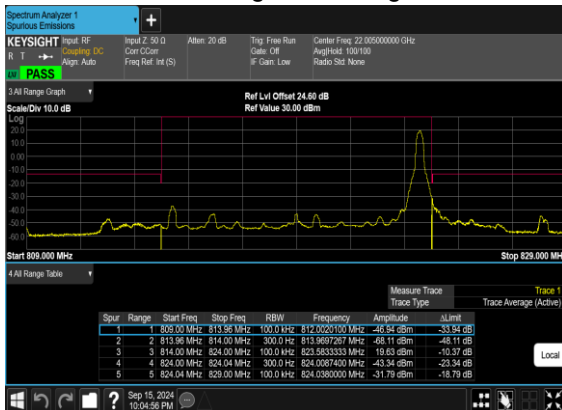 Spectrum Analyzer 1
Spurious Emissions
KEYSIGHT
R T
PASS
Input: RF
Coupling: DC
Align: Auto
Input Z: 50 Ω
Corr CCorr
Freq Ref: Int (S)
Atten: 20 dB
Trig: Free Run
Gate: Off
IF Gain: Low
Center Freq: 22.005000000 GHz
Avg|Hold: 100/100
Radio Std: None
3 All Range Graph
Scale/Div 10.0 dB
Ref Lvl Offset 24.60 dB
Ref Value 30.00 dBm
Log
20.0
10.0
0.00
-10.0
-20.0
-30.0
-40.0
-50.0
-60.0
Start 809.000 MHz
Stop 829.000 MH
4 All Range Table
Measure Trace Trace 1
Trace Type Trace Average (Active)
Spur Range Start Freq Stop Freq RBW Frequency Amplitude ΔLimit
1 1 809.00 MHz 813.96 MHz 100.0 kHz 812.0020100 MHz -46.94 dBm -33.94 dB
2 2 813.96 MHz 814.00 MHz 300.0 Hz 813.9697267 MHz -68.11 dBm -48.11 dB
3 3 814.00 MHz 824.00 MHz 100.0 kHz 823.5833333 MHz 19.63 dBm -10.37 dB
4 4 824.00 MHz 824.04 MHz 300.0 Hz 824.0087400 MHz -43.34 dBm -23.34 dB
5 5 824.04 MHz 829.00 MHz 100.0 kHz 824.0380000 MHz -31.79 dBm -18.79 dB
Local
?
Sep 15, 2024
10:04:56 PM